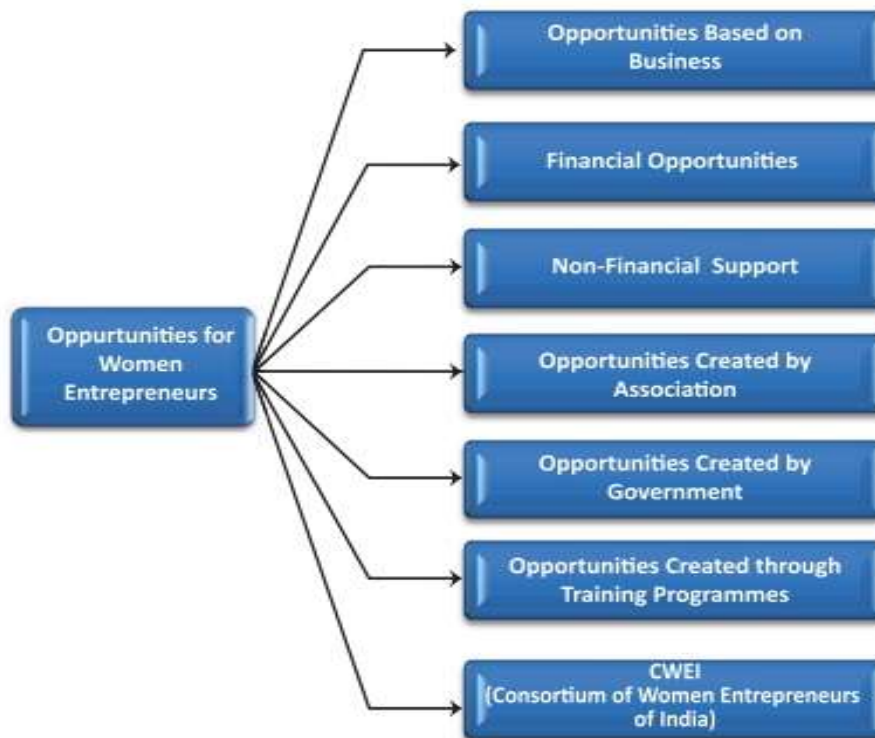 Opportunities Based on
Business
Financial Opportunities
Non-Financial Support
Oppurtunities for
Women
Entrepreneurs
Opportunities Created by
Association
Opportunities Created by
Government
Opportunities Created through
Training Programmes
CWEI
(Consortium of Women Entrepreneurs
of India)